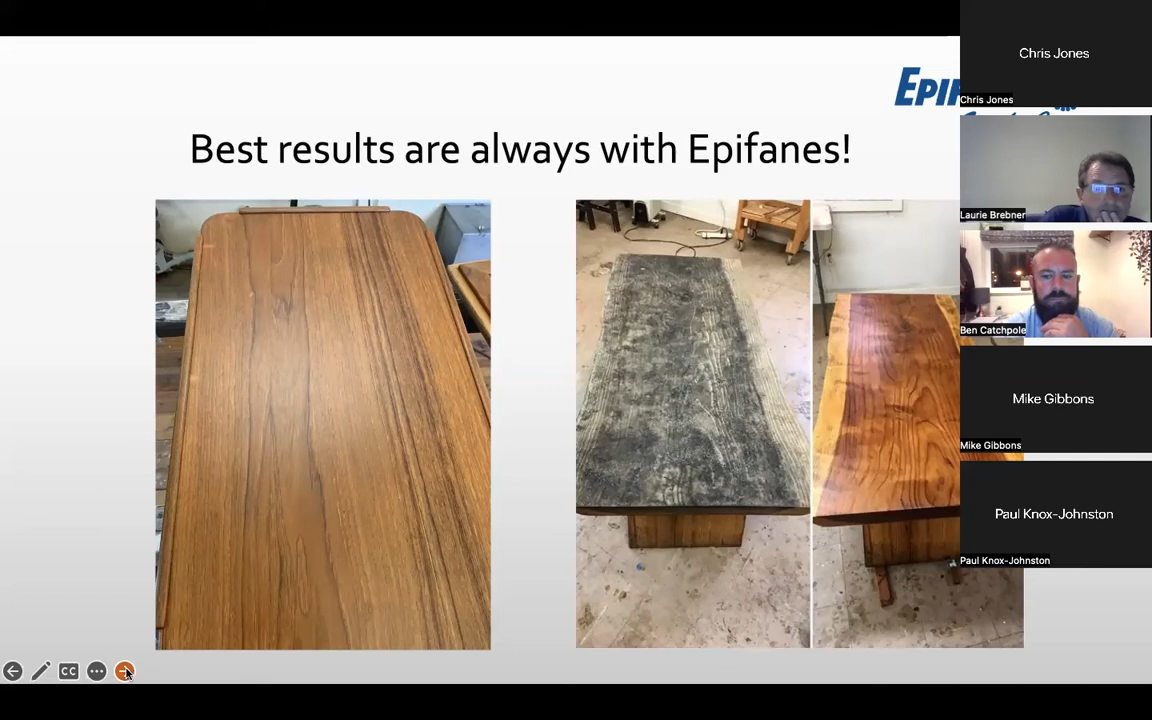 Best results are always with Epifanes!
Chris Jones
Chris Jones
Laurie Brebner
Ben Catchpole
Mike Gibbons
Mike Gibbons
Paul Knox-Johnston
Paul Knox-Johnston
CC